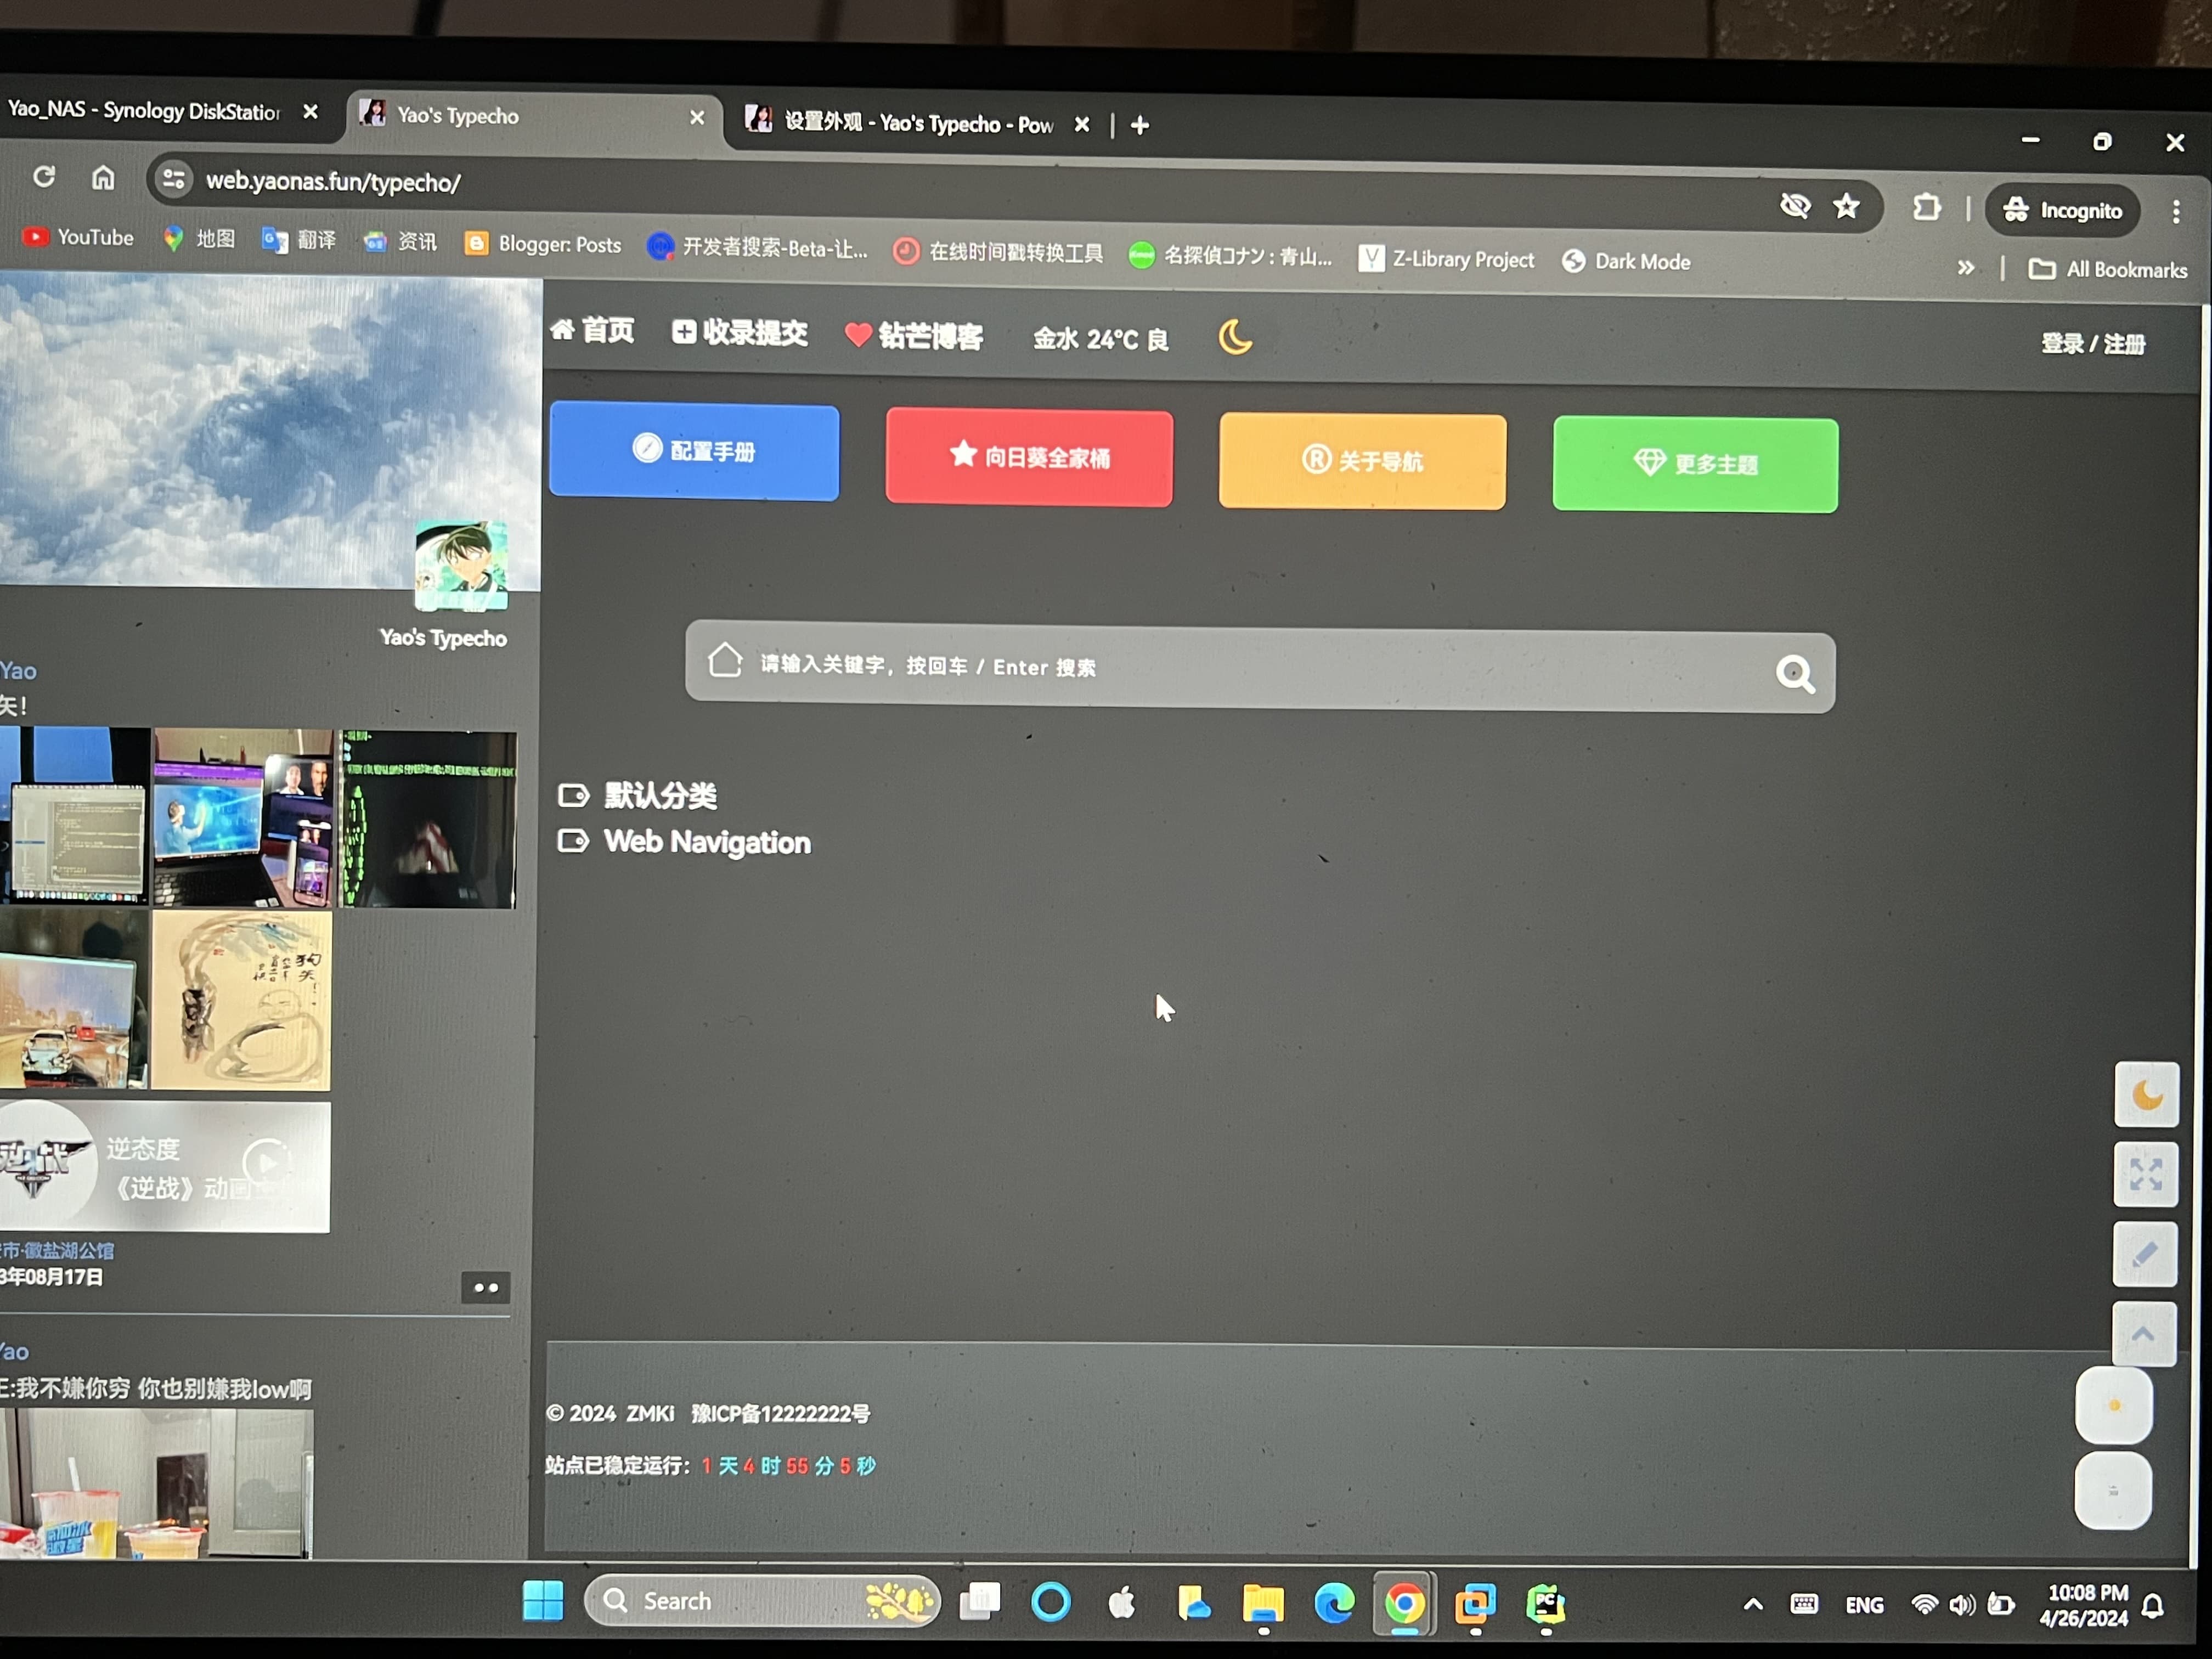 Yao_NAS - Synology DiskStation
Yao's Typecho
设置外观 - Yao's Typecho - Pow
web.yaonas.fun/typecho/
Incognito
YouTube
地图
翻译
资讯
Blogger: Posts
开发者搜索-Beta-让...
在线时间戳转换工具
名探偵コナン : 青山...
Z-Library Project
Dark Mode
All Bookmarks
首页
收录提交
钻芒博客
金水 24°C 良
登录 / 注册
配置手册
向日葵全家桶
关于导航
更多主题
Yao's Typecho
请输入关键字，按回车 / Enter 搜索
Yao
矢！
默认分类
Web Navigation
逆态度
《逆战》动画
市·徽盐湖公馆
3年08月17日
Yao
:我不嫌你穷 你也别嫌我low啊
© 2024 ZMKi 豫ICP备12222222号
站点已稳定运行：1 天 4 时 55 分 5 秒
Search
PC
ENG
10:08 PM
4/26/2024